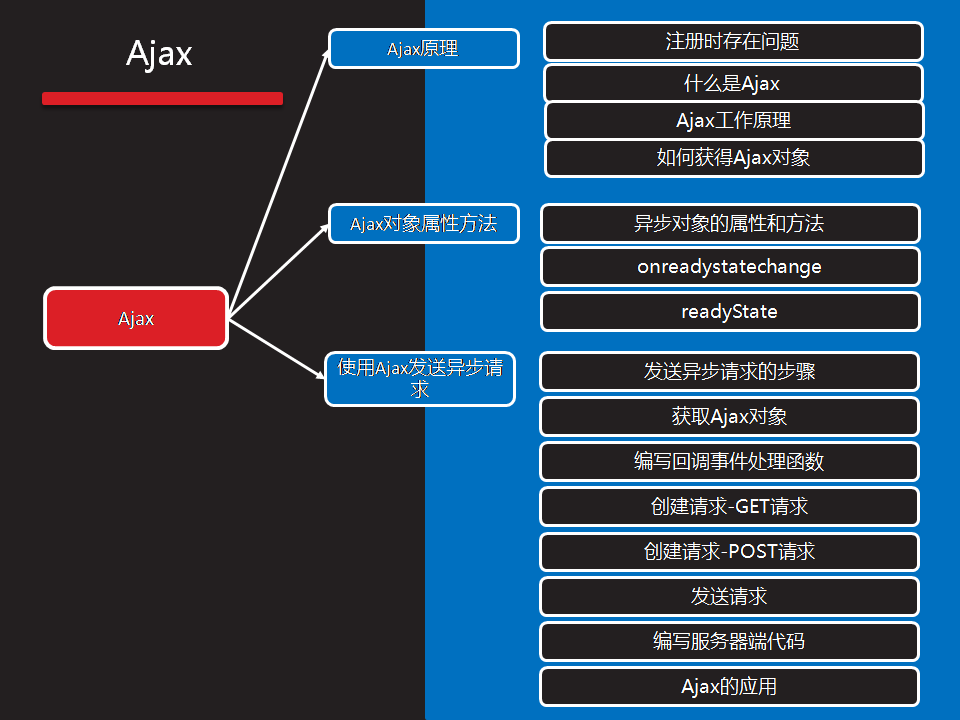 Ajax
Ajax原理
注册时存在问题
什么是Ajax
Ajax工作原理
如何获得Ajax对象
Ajax对象属性方法
异步对象的属性和方法
onreadystatechange
readyState
Ajax
使用Ajax发送异步请
求
发送异步请求的步骤
获取Ajax对象
编写回调事件处理函数
创建请求-GET请求
创建请求-POST请求
发送请求
编写服务器端代码
Ajax的应用